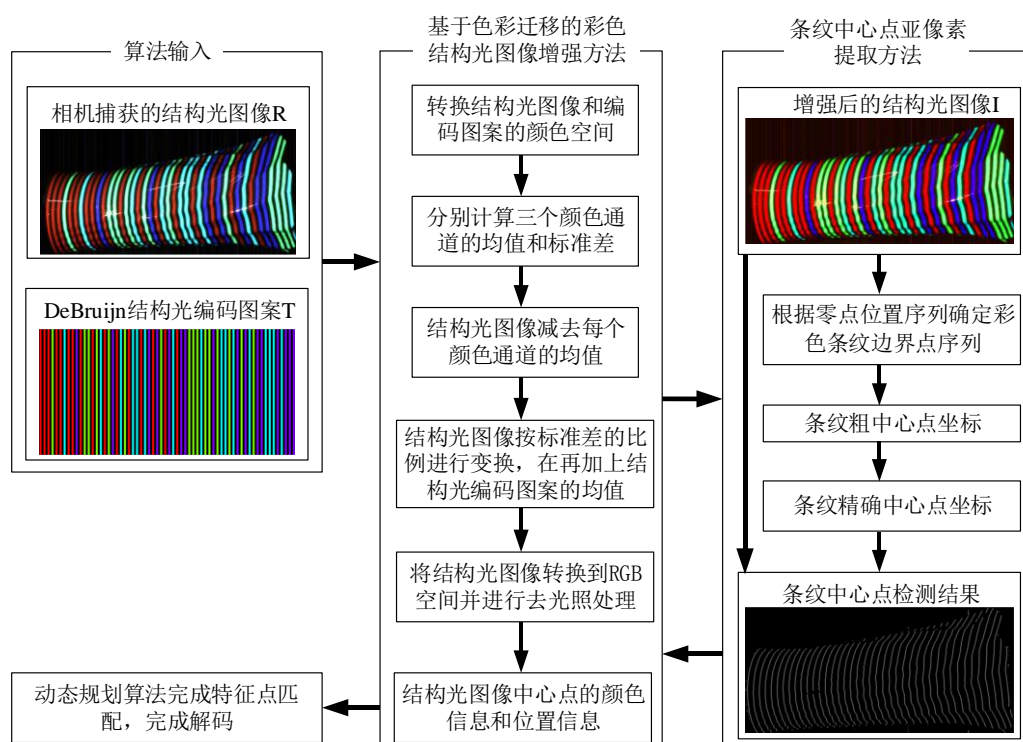 算法输入
相机捕获的结构光图像R
DeBruijn结构光编码图案T
动态规划算法完成特征点匹
配，完成解码
基于色彩迁移的彩色
结构光图像增强方法
转换结构光图像和编
码图案的颜色空间
分别计算三个颜色通
道的均值和标准差
结构光图像减去每个
颜色通道的均值
结构光图像按标准差的比
例进行变换，在再加上结
构光编码图案的均值
将结构光图像转换到RGB
空间并进行去光照处理
结构光图像中心点的颜色
信息和位置信息
条纹中心点亚像素
提取方法
增强后的结构光图像I
根据零点位置序列确定彩
色条纹边界点序列
条纹粗中心点坐标
条纹精确中心点坐标
条纹中心点检测结果